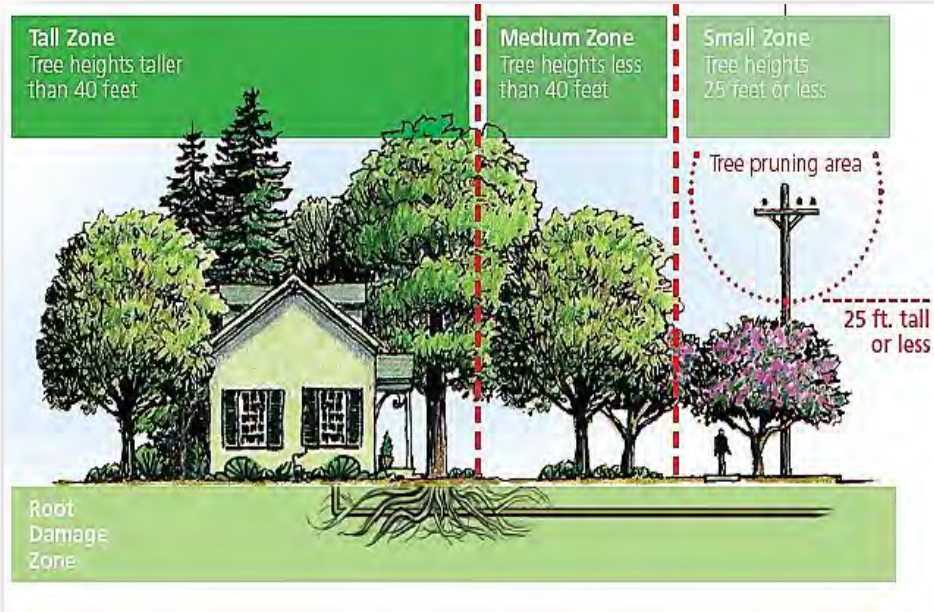 Tall Zone
Tree heights taller
than 40 feet
Medium Zone
Tree heights less
than 40 feet
Small Zone
Tree heights
25 feet or less
Tree pruning area
25 ft. tall
or less
Root
Damage
Zone